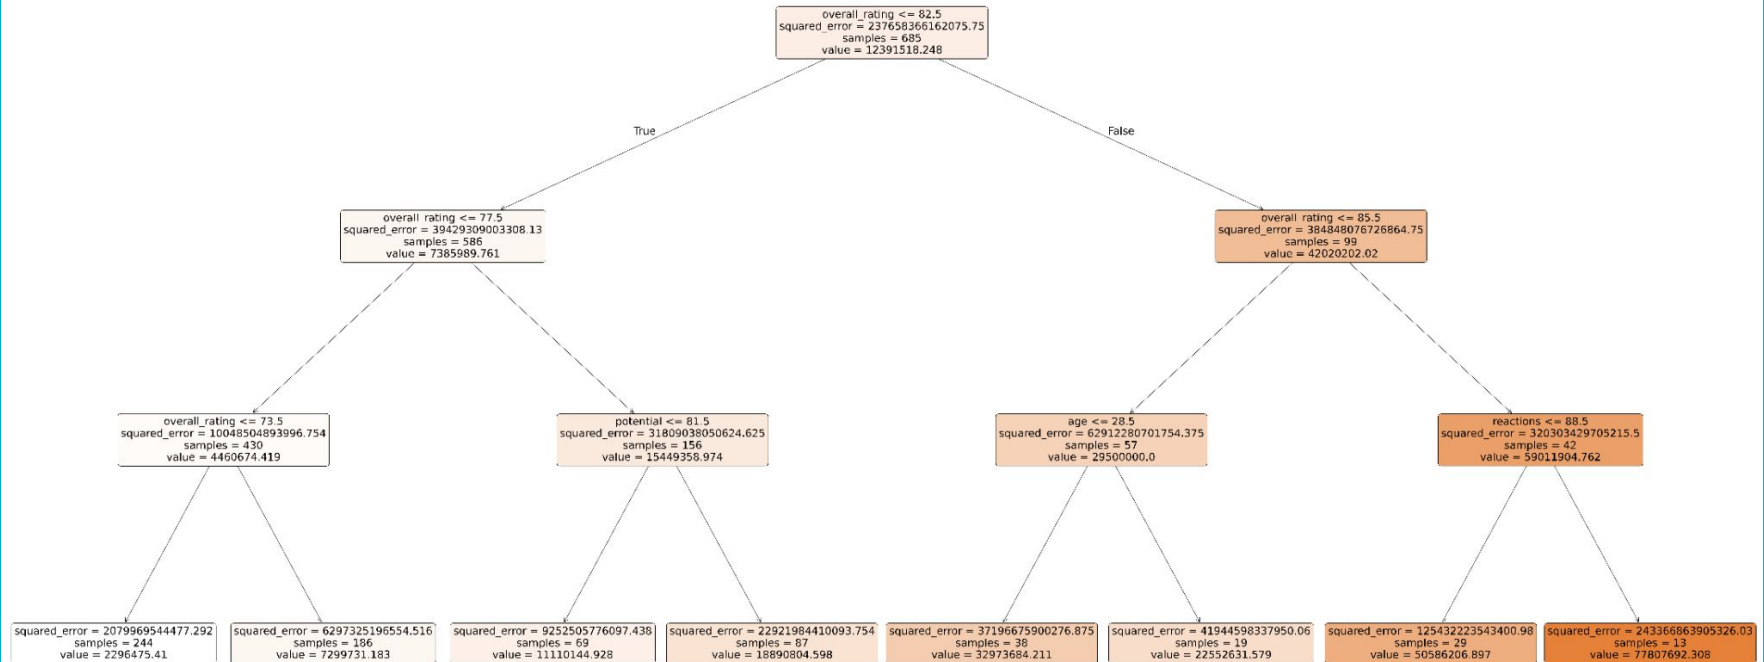 overall_rating <= 82.5
squared_error = 237658366162075.75
samples = 685
value = 12391518.248
True
False
overall_rating <= 77.5
squared_error = 39429309003308.13
samples = 586
value = 7385989.761
overall_rating <= 85.5
squared_error = 384848076726864.75
samples = 99
value = 42020202.02
overall_rating <= 73.5
squared_error = 10048504893996.754
samples = 430
value = 4460674.419
potential <= 81.5
squared_error = 31809038050624.625
samples = 156
value = 15449358.974
age <= 28.5
squared_error = 62912280701754.375
samples = 57
value = 29500000.0
reactions <= 88.5
squared_error = 320303429705215.5
samples = 42
value = 59011904.762
squared_error = 2079969544477.292
samples = 244
value = 2296475.41
squared_error = 6297325196554.516
samples = 186
value = 7299731.183
squared_error = 9252505776097.438
samples = 69
value = 11110144.928
squared_error = 22921984410093.754
samples = 87
value = 18890804.598
squared_error = 37196675900276.875
samples = 38
value = 32973684.211
squared_error = 41944598337950.06
samples = 19
value = 22552631.579
squared_error = 125432223543400.98
samples = 29
value = 50586206.897
squared_error = 243366863905326.03
samples = 13
value = 77807692.308